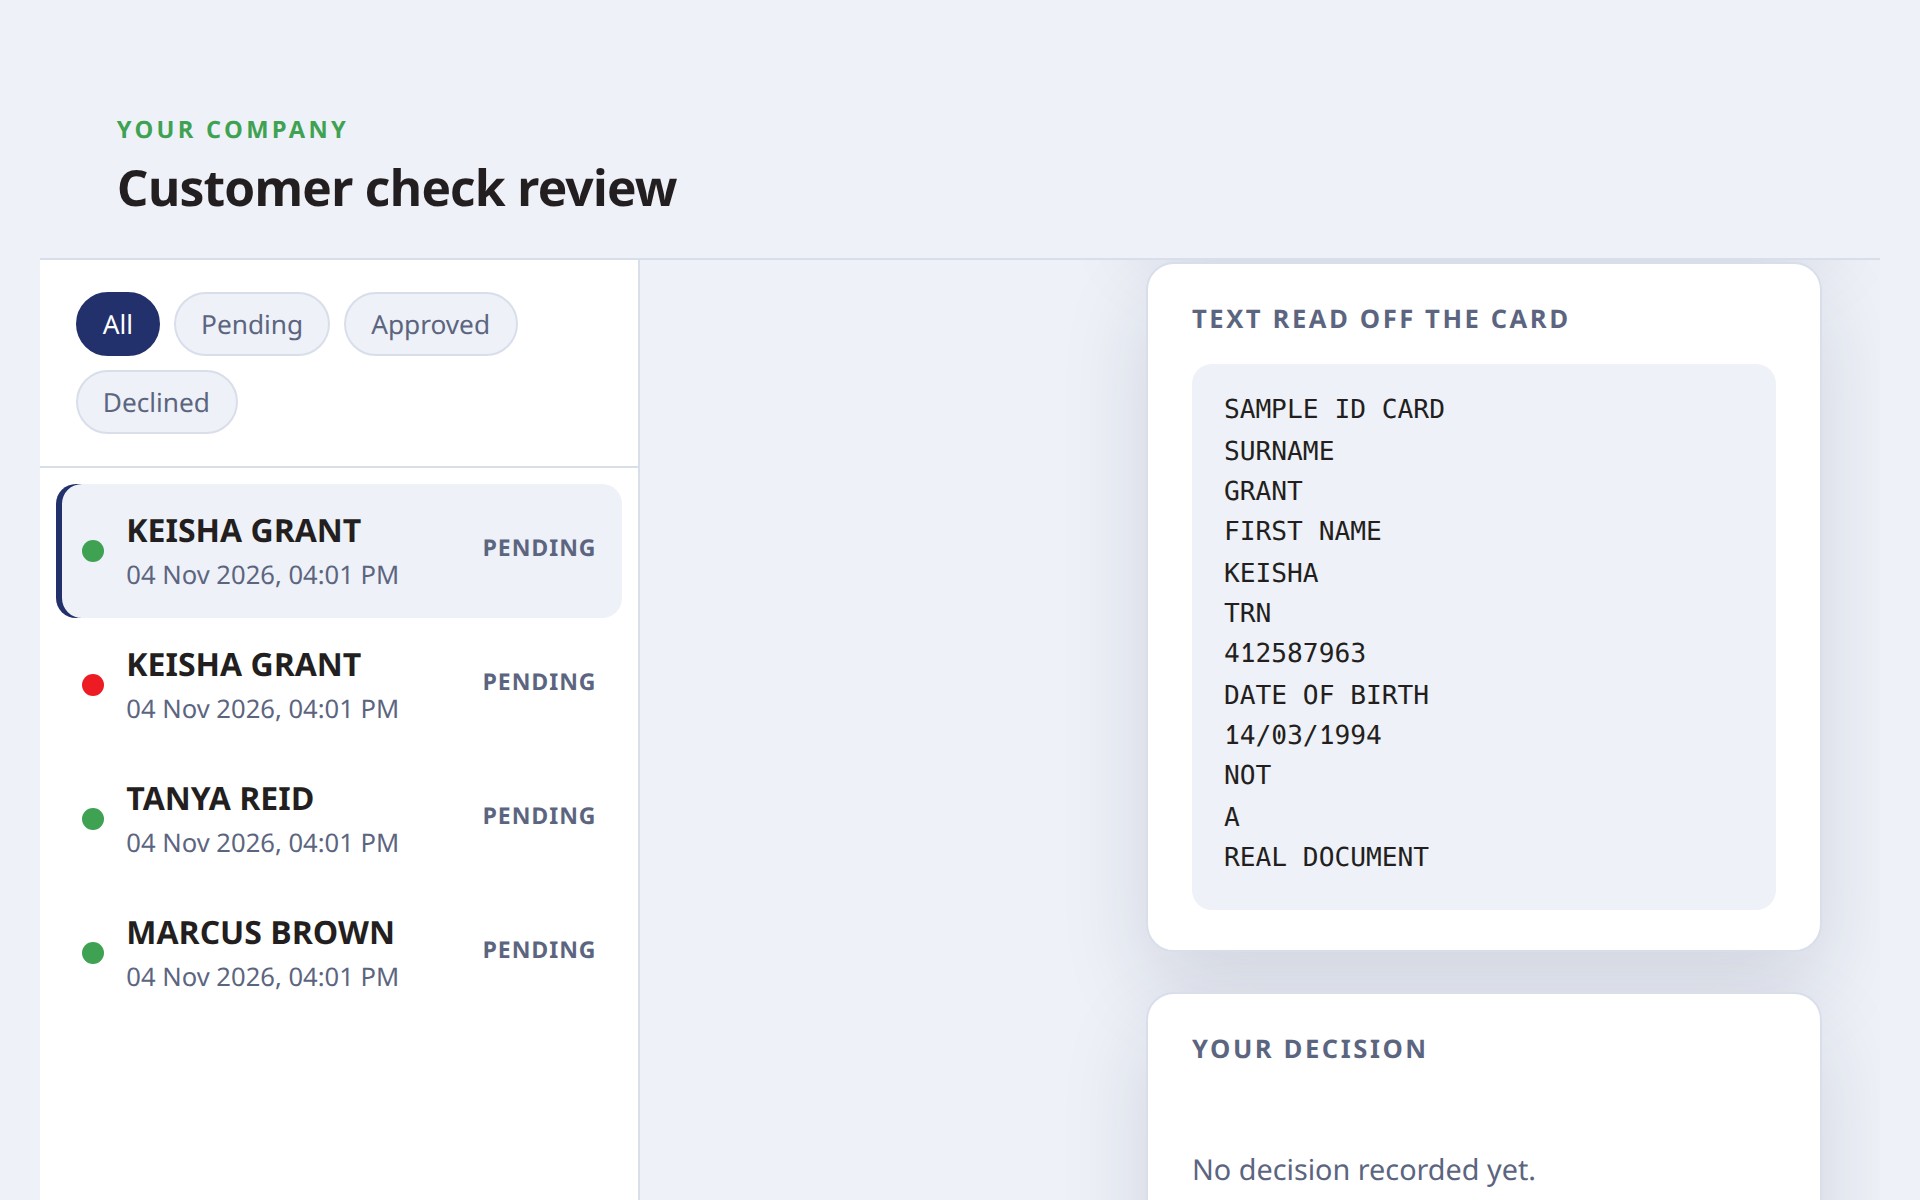 YOUR COMPANY
Customer check review
All
Pending
Approved
Declined
KEISHA GRANT
04 Nov 2026, 04:01 PM
PENDING
KEISHA GRANT
04 Nov 2026, 04:01 PM
PENDING
TANYA REID
04 Nov 2026, 04:01 PM
PENDING
MARCUS BROWN
04 Nov 2026, 04:01 PM
PENDING
TEXT READ OFF THE CARD
SAMPLE ID CARD
SURNAME
GRANT
FIRST NAME
KEISHA
TRN
412587963
DATE OF BIRTH
14/03/1994
NOT
A
REAL DOCUMENT
YOUR DECISION
No decision recorded yet.